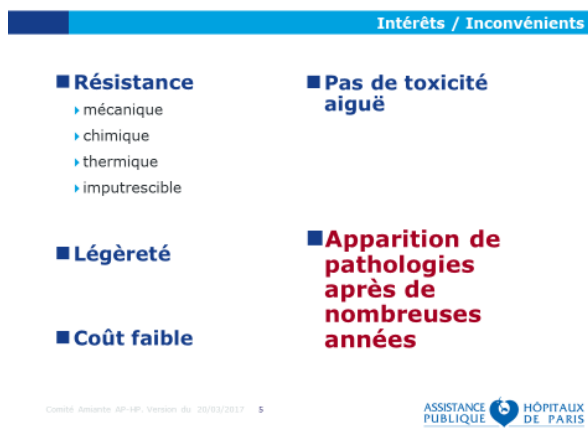 Intérêts / Inconvénients
Résistance
mécanique
chimique
thermique
imputrescible
Légèreté
Coût faible
Pas de toxicité
aiguë
Apparition de
pathologies
après de
nombreuses
années
Comité Amiante AP-HP. Version du 20/03/2017 5
ASSISTANCE HÔPITAUX
PUBLIQUE DE PARIS